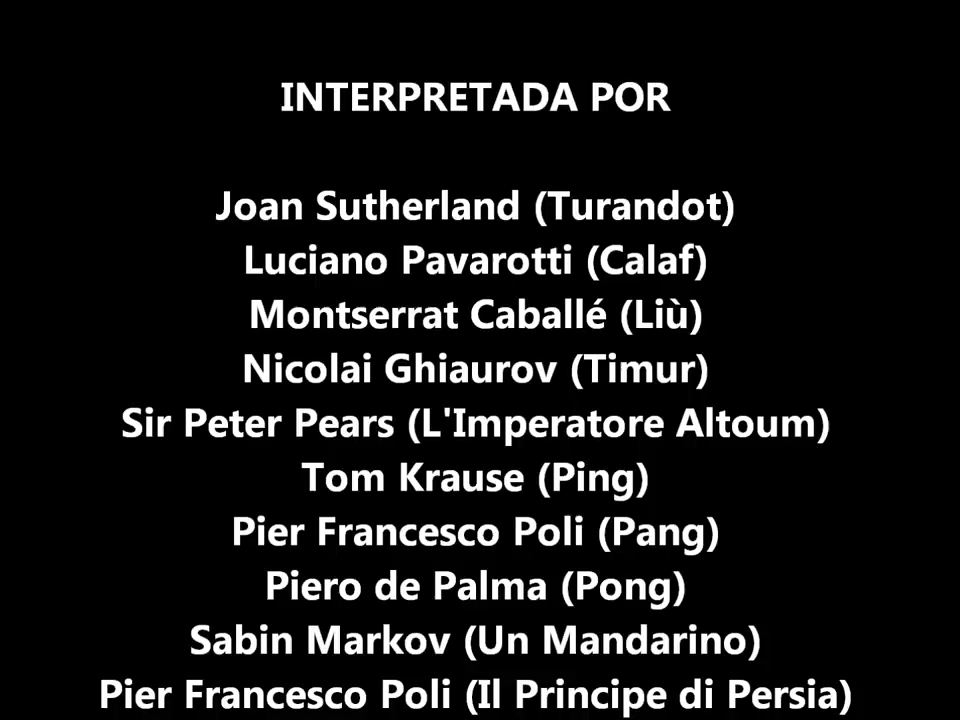 INTERPRETADA POR
Joan Sutherland (Turandot)
Luciano Pavarotti (Calaf)
Montserrat Caballé (Liù)
Nicolai Ghiaurov (Timur)
Sir Peter Pears (L'Imperatore Altoum)
Tom Krause (Ping)
Pier Francesco Poli (Pang)
Piero de Palma (Pong)
Sabin Markov (Un Mandarino)
Pier Francesco Poli (Il Principe di Persia)